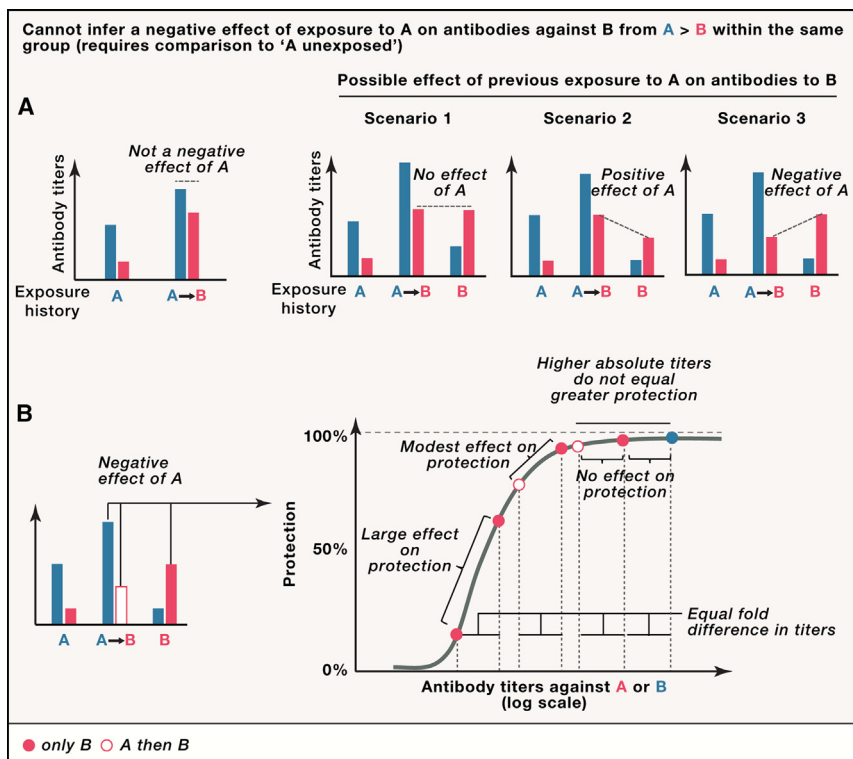 Cannot infer a negative effect of exposure to A on antibodies against B from A > B within the same
group (requires comparison to ‘A unexposed’)
Possible effect of previous exposure to A on antibodies to B
A
Scenario 1
Scenario 2
Scenario 3
Antibody titers
Not a negative
effect of A
Exposure
history
A
A→B
Antibody titers
No effect
of A
Exposure
history
A
A→B
B
Positive
effect of A
A
A→B
B
Negative
effect of A
A
A→B
B
B
Negative
effect of A
A
A→B
B
Higher absolute titers
do not equal
greater protection
Protection
100%
50%
0%
Modest effect on
protection
No effect on
protection
Large effect
on
protection
Equal fold
difference in titers
Antibody titers against A or B
(log scale)
only B
A then B